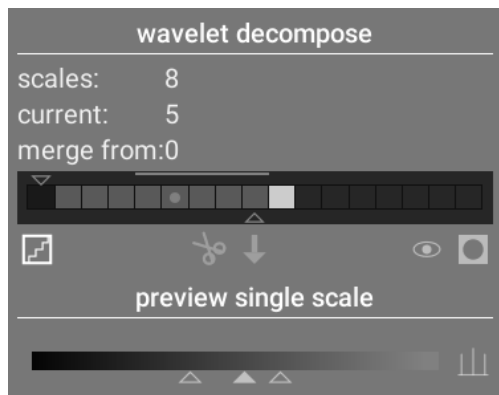 wavelet decompose
scales: 8
current: 5
merge from:0
preview single scale